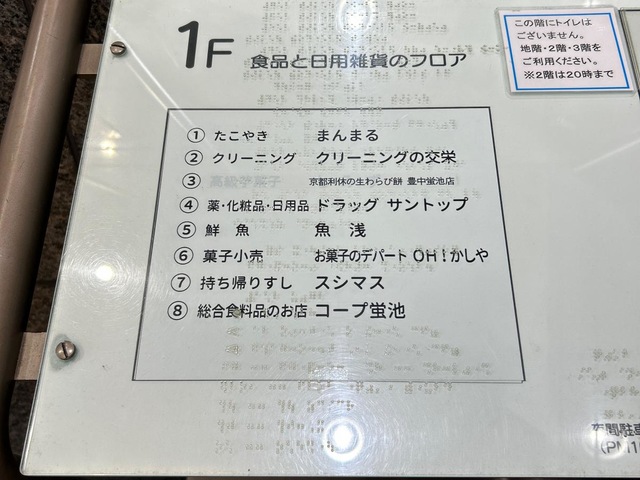 1F 食品と日用雑貨のフロア
この階にトイレは
ございません。
地階・2階・3階を
ご利用ください。
※2階は20時まで
① たこやき まんまる
② クリーニング クリーニングの交栄
③ 京都利休の生わらび餅 豊中蛍池店
④ 薬・化粧品・日用品 ドラッグ サントップ
⑤ 鮮魚 魚浅
⑥ 菓子小売 お菓子のデパート OH!かしや
⑦ 持ち帰りすし スシマス
⑧ 総合食料品のお店 コープ蛍池
夜間駐車